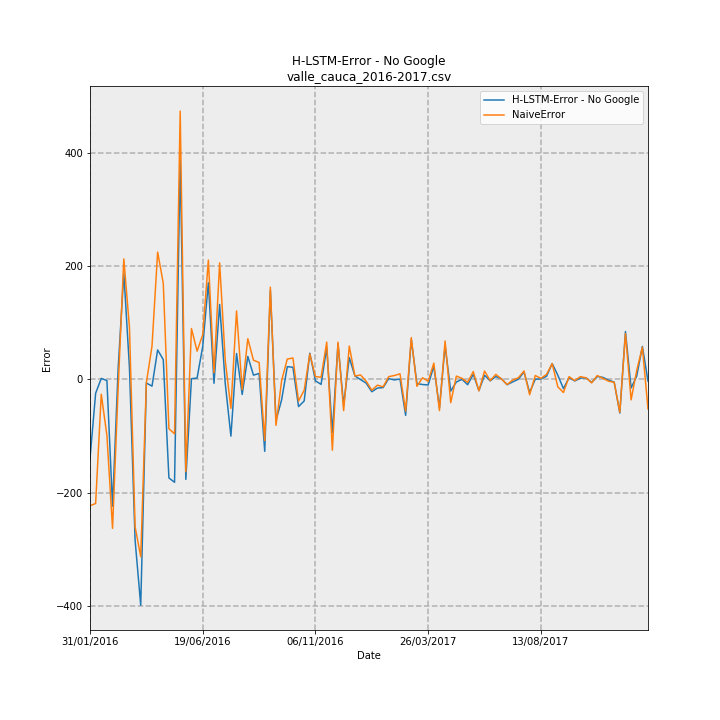 H-LSTM-Error - No Google
valle_cauca_2016-2017.csv
H-LSTM-Error - No Google
NaiveError
400
200
0
−200
−400
Error
31/01/2016
19/06/2016
06/11/2016
26/03/2017
13/08/2017
Date